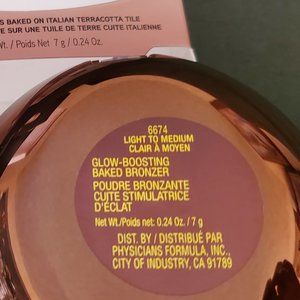 S BAKED ON ITALIAN TERRACOTTA TILE
E SUR UNE TUILE DE TERRE CUITE ITALIENNE
Wt. / Poids Net 7 g / 0.24 Oz.
6674
LIGHT TO MEDIUM
CLAIR À MOYEN
GLOW-BOOSTING
BAKED BRONZER
POUDRE BRONZANTE
CUITE STIMULATRICE
D'ÉCLAT
Net Wt./Poids net: 0.24 Oz. / 7 g
DIST. BY / DISTRIBUÉ PAR
PHYSICIANS FORMULA, INC.,
CITY OF INDUSTRY, CA 91789